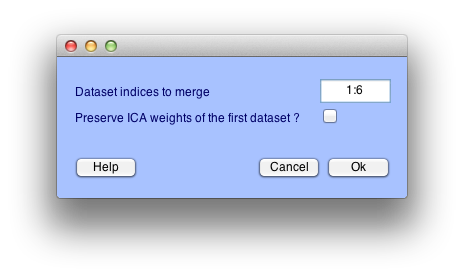 Dataset indices to merge 1:6
Preserve ICA weights of the first dataset ?
Help Cancel Ok